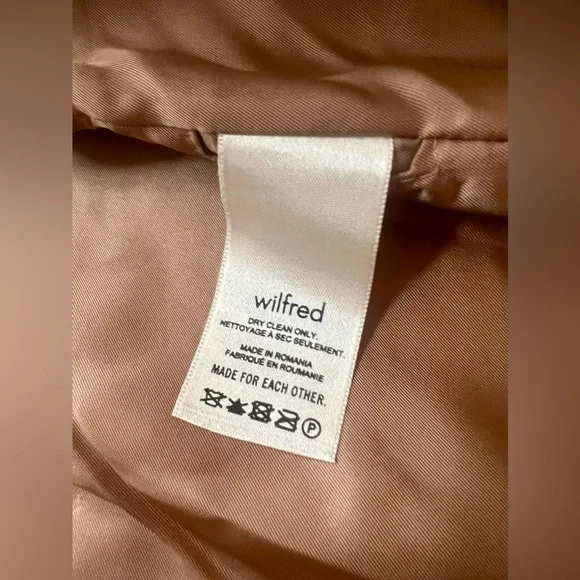 wilfred
DRY CLEAN ONLY.
NETTOYAGE À SEC SEULEMENT.
MADE IN ROMANIA
FABRIQUÉ EN ROUMANIE
MADE FOR EACH OTHER.
P